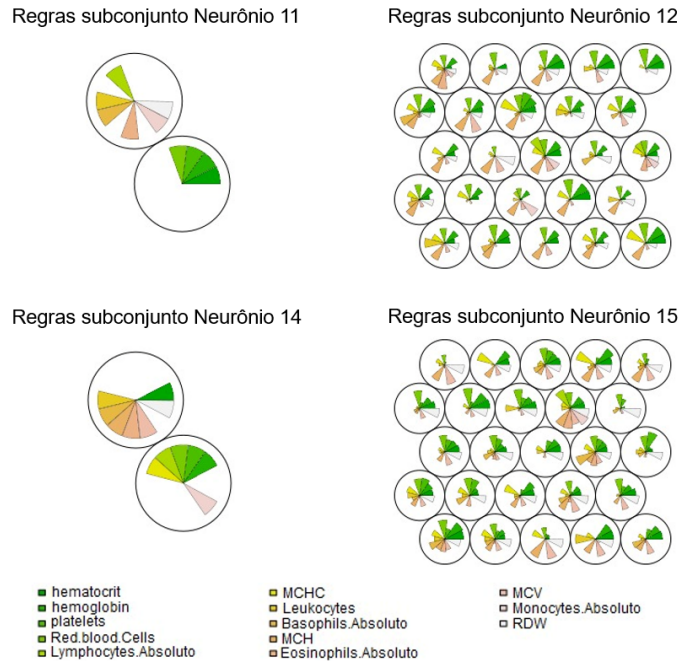 Regras subconjunto Neurônio 11
Regras subconjunto Neurônio 12
Regras subconjunto Neurônio 14
Regras subconjunto Neurônio 15
hematocrit
hemoglobin
platelets
Red.blood.Cells
Lymphocytes.Absoluto
MCHC
Leukocytes
Basophils.Absoluto
MCH
Eosinophils.Absoluto
MCV
Monocytes.Absoluto
RDW